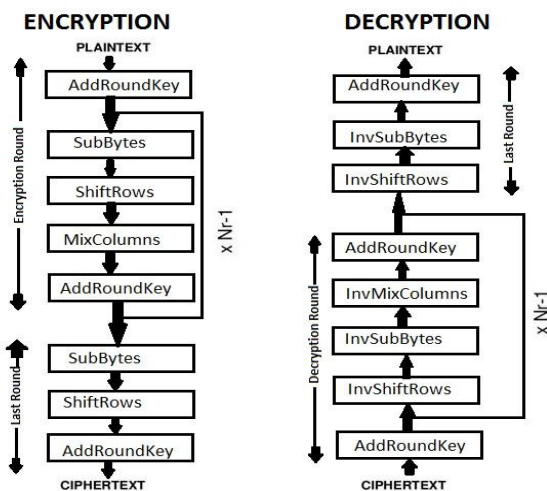 ENCRYPTION
PLAINTEXT
AddRoundKey
SubBytes
ShiftRows
MixColumns
AddRoundKey
SubBytes
ShiftRows
AddRoundKey
CIPHERTEXT
Encryption Round
Last Round
x Nr-1
DECRYPTION
PLAINTEXT
AddRoundKey
InvSubBytes
InvShiftRows
AddRoundKey
InvMixColumns
InvSubBytes
InvShiftRows
AddRoundKey
CIPHERTEXT
Last Round
Decryption Round
x Nr-1